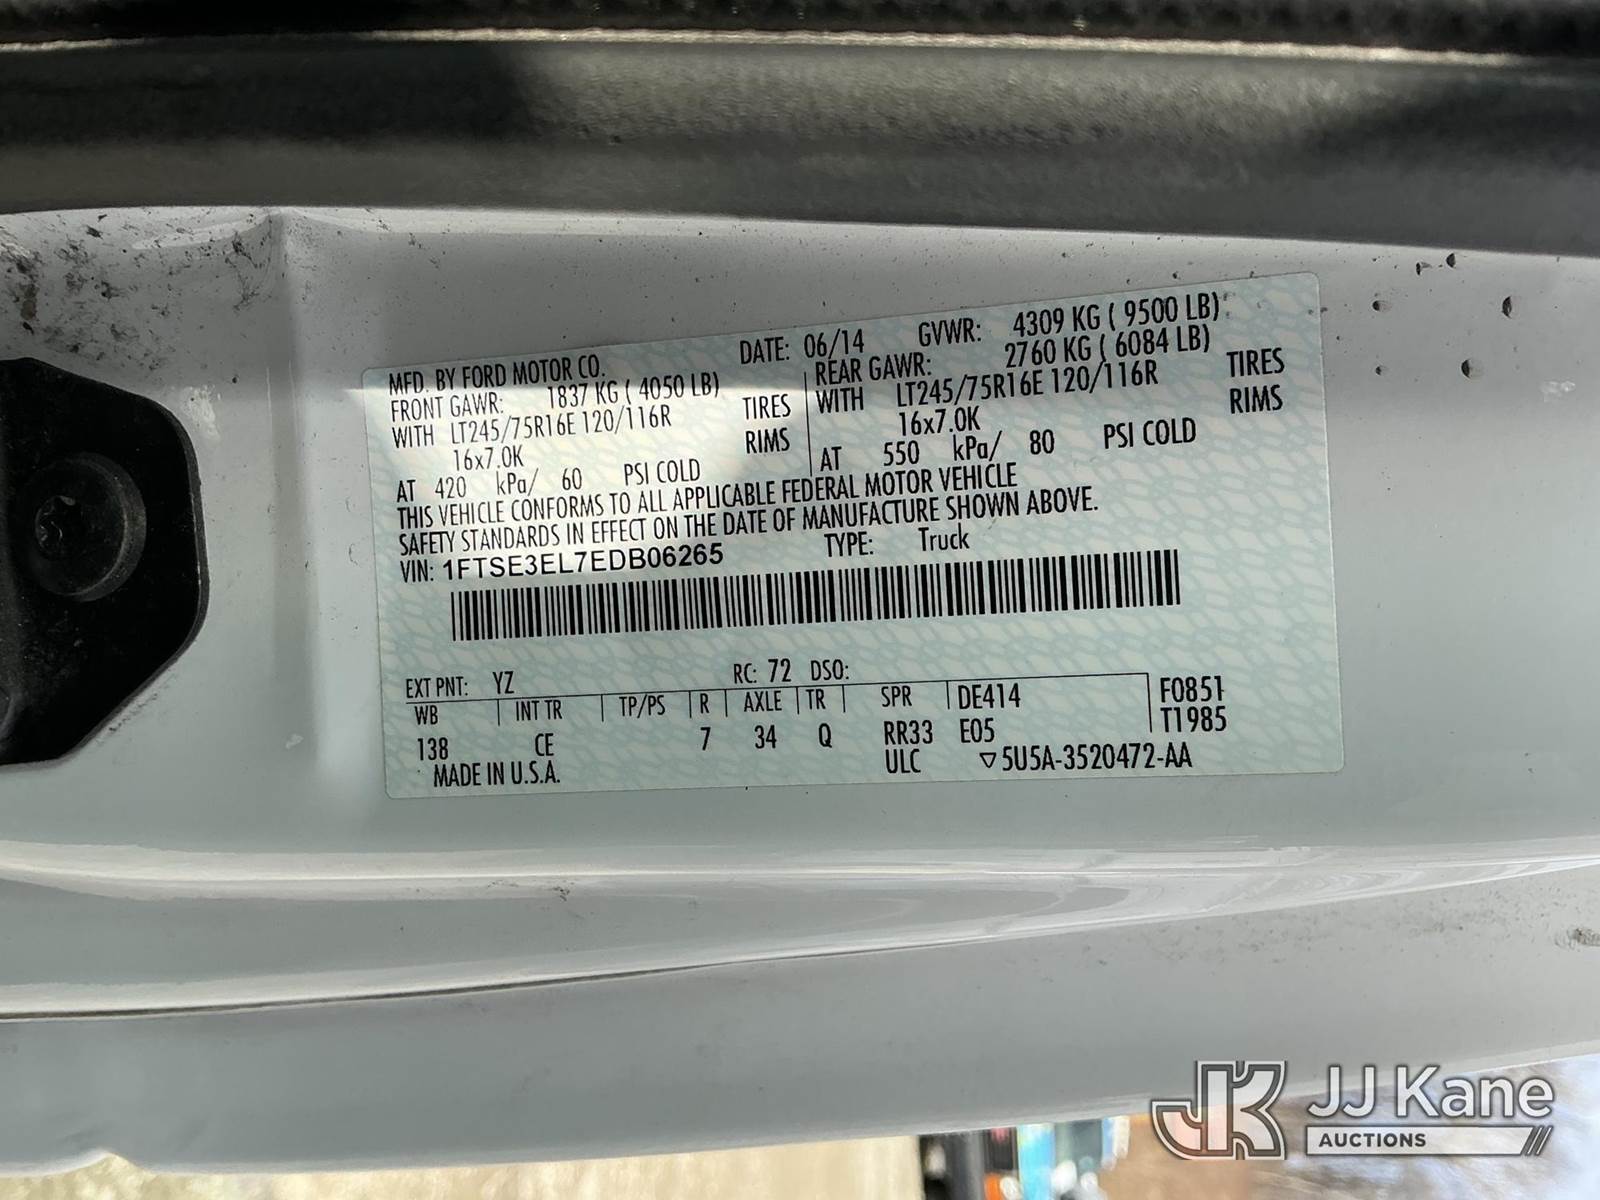 MFD. BY FORD MOTOR CO.
DATE: 06/14 GVWR: 4309 KG ( 9500 LB)
FRONT GAWR: 1837 KG ( 4050 LB) REAR GAWR: 2760 KG ( 6084 LB)
WITH LT245/75R16E 120/116R TIRES WITH LT245/75R16E 120/116R TIRES
16x7.0K RIMS 16x7.0K RIMS
AT 420 kPa/ 60 PSI COLD AT 550 kPa/ 80 PSI COLD
THIS VEHICLE CONFORMS TO ALL APPLICABLE FEDERAL MOTOR VEHICLE
SAFETY STANDARDS IN EFFECT ON THE DATE OF MANUFACTURE SHOWN ABOVE.
VIN: 1FTSE3EL7EDB06265 TYPE: Truck
EXT PNT: YZ RC: 72 DSO:
WB INT TR TP/PS R AXLE TR SPR DE414 F0851
138 CE 7 34 Q RR33 E05 T1985
MADE IN U.S.A. ULC ▽5U5A-3520472-AA
JK JJ Kane
AUCTIONS